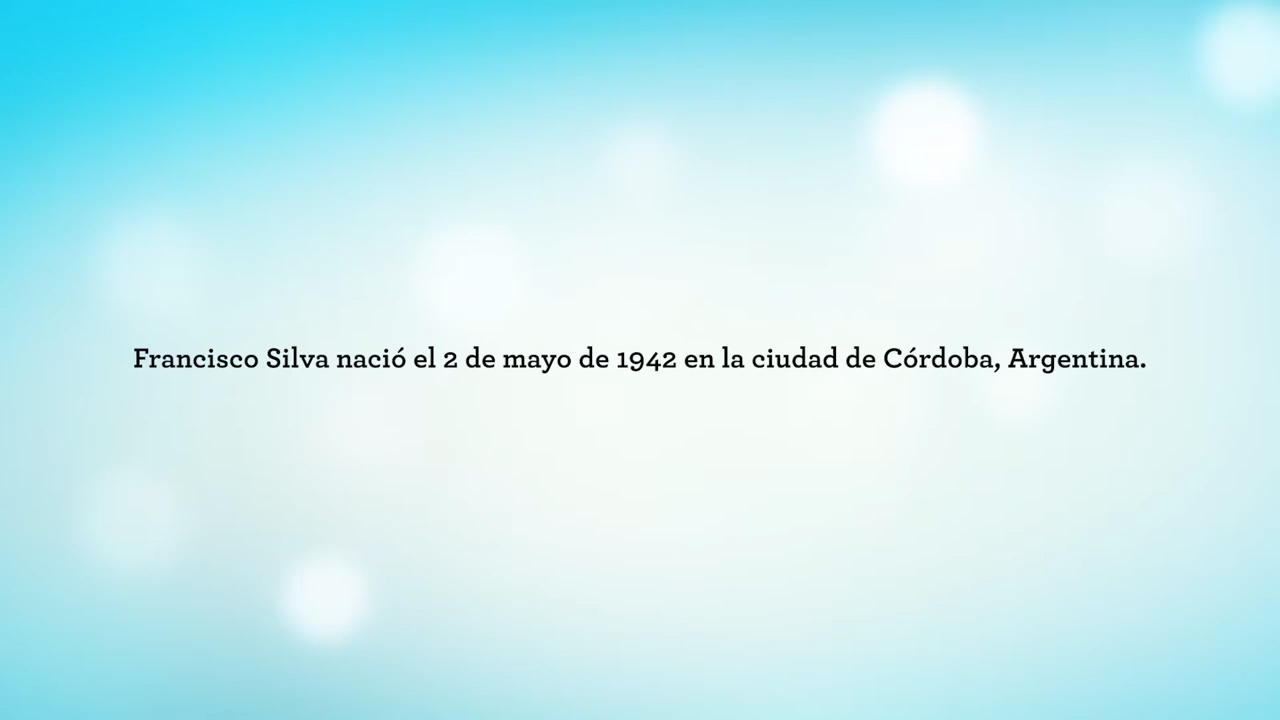 Francisco Silva nació el 2 de mayo de 1942 en la ciudad de Córdoba, Argentina.